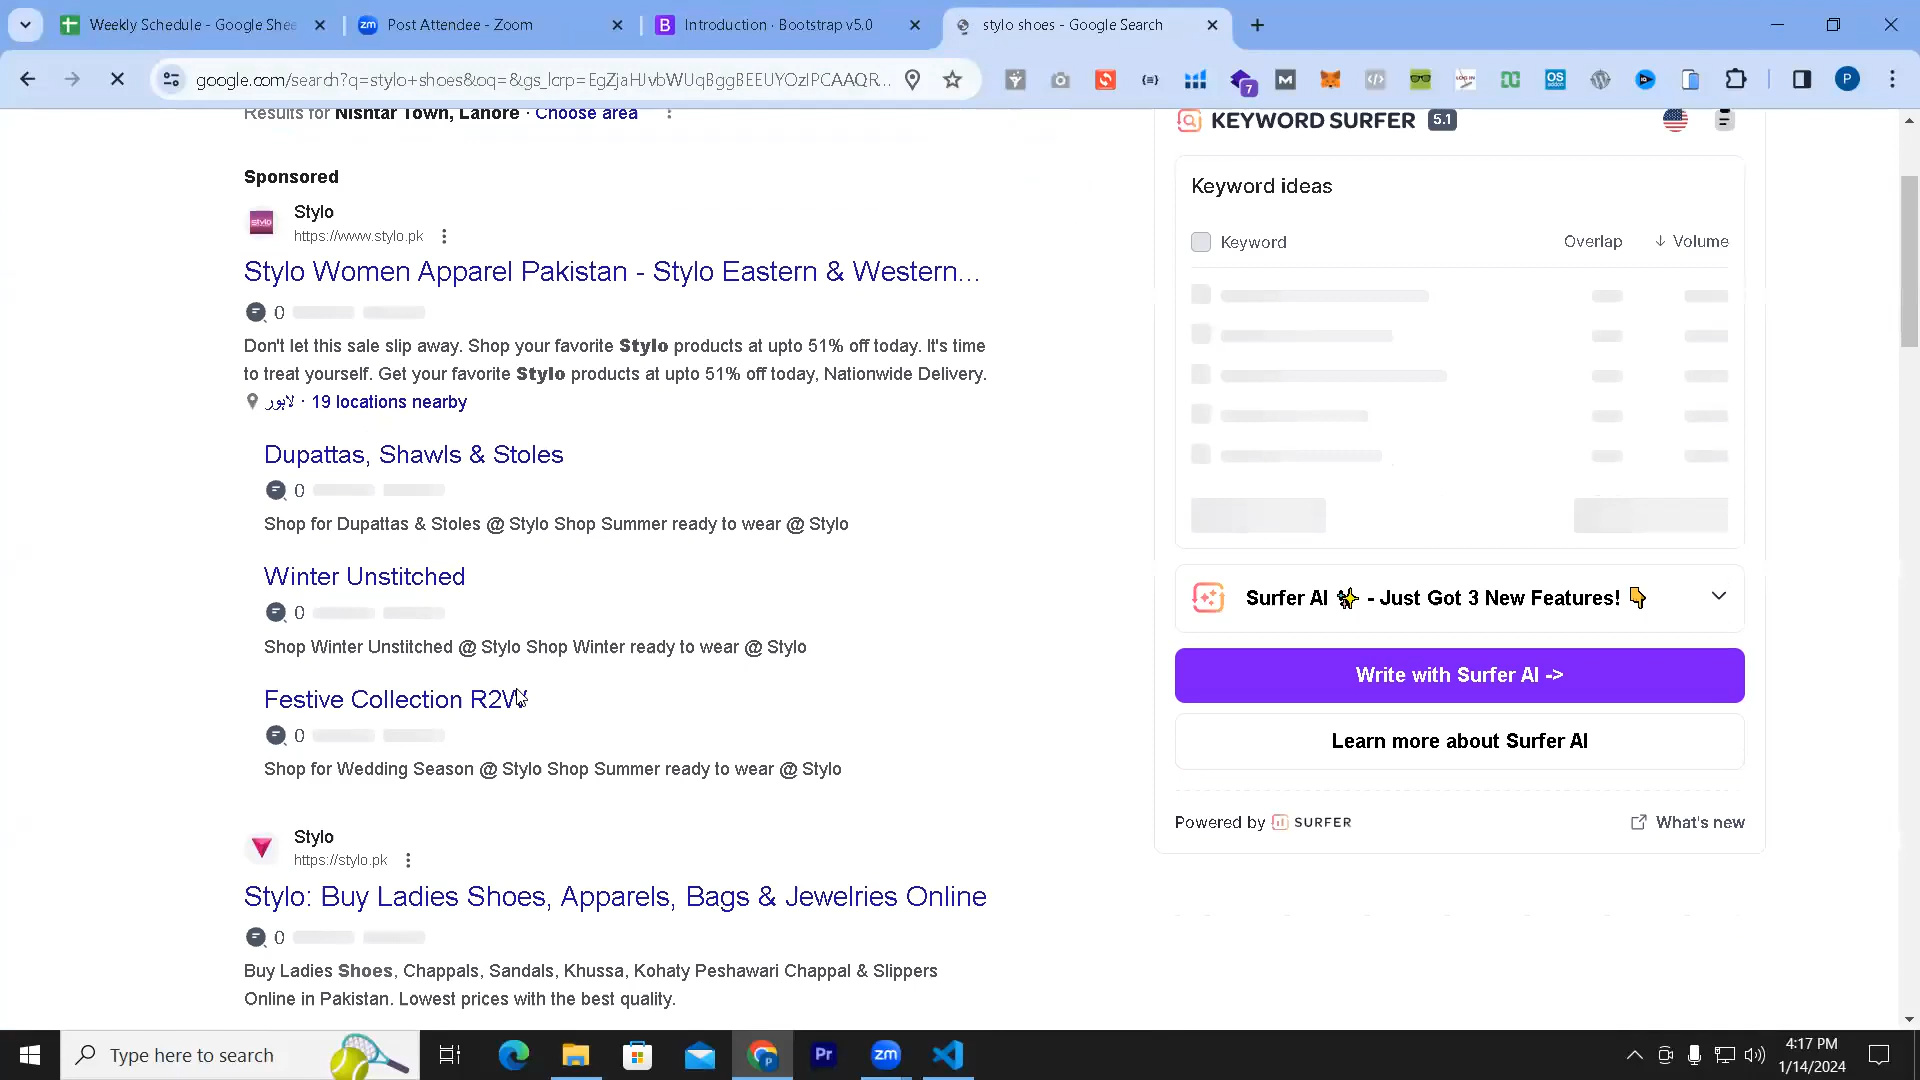 Weekly Schedule - Google Shee
Post Attendee - Zoom
Introduction · Bootstrap v5.0
stylo shoes - Google Search
google.com/search?q=stylo+shoes&oq=&gs_lcrp=EgZjaHJvbWUqBggBEEUYOzIPCAAQR...
Results for Nishtar Town, Lahore · Choose area
Sponsored
Stylo
https://www.stylo.pk
Stylo Women Apparel Pakistan - Stylo Eastern & Western...
0
Don't let this sale slip away. Shop your favorite Stylo products at upto 51% off today. It's time
to treat yourself. Get your favorite Stylo products at upto 51% off today, Nationwide Delivery.
لاہور · 19 locations nearby
Dupattas, Shawls & Stoles
0
Shop for Dupattas & Stoles @ Stylo Shop Summer ready to wear @ Stylo
Winter Unstitched
0
Shop Winter Unstitched @ Stylo Shop Winter ready to wear @ Stylo
Festive Collection R2W
0
Shop for Wedding Season @ Stylo Shop Summer ready to wear @ Stylo
Stylo
https://stylo.pk
Stylo: Buy Ladies Shoes, Apparels, Bags & Jewelries Online
0
Buy Ladies Shoes, Chappals, Sandals, Khussa, Kohaty Peshawari Chappal & Slippers
Online in Pakistan. Lowest prices with the best quality.
KEYWORD SURFER 5.1
Keyword ideas
Keyword Overlap Volume
Surfer AI ✨ - Just Got 3 New Features! 👇
Write with Surfer AI ->
Learn more about Surfer AI
Powered by SURFER What's new
Type here to search
4:17 PM
1/14/2024